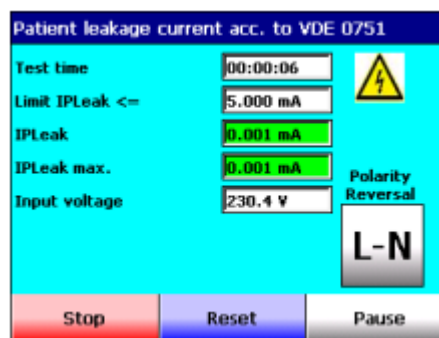 Patient leakage current acc. to VDE 0751
Test time 00:00:06
Limit IPLeak <= 5.000 mA
IPLeak 0.001 mA
IPLeak max. 0.001 mA
Polarity
Input voltage 230.4 V Reversal
L-N
Stop Reset Pause